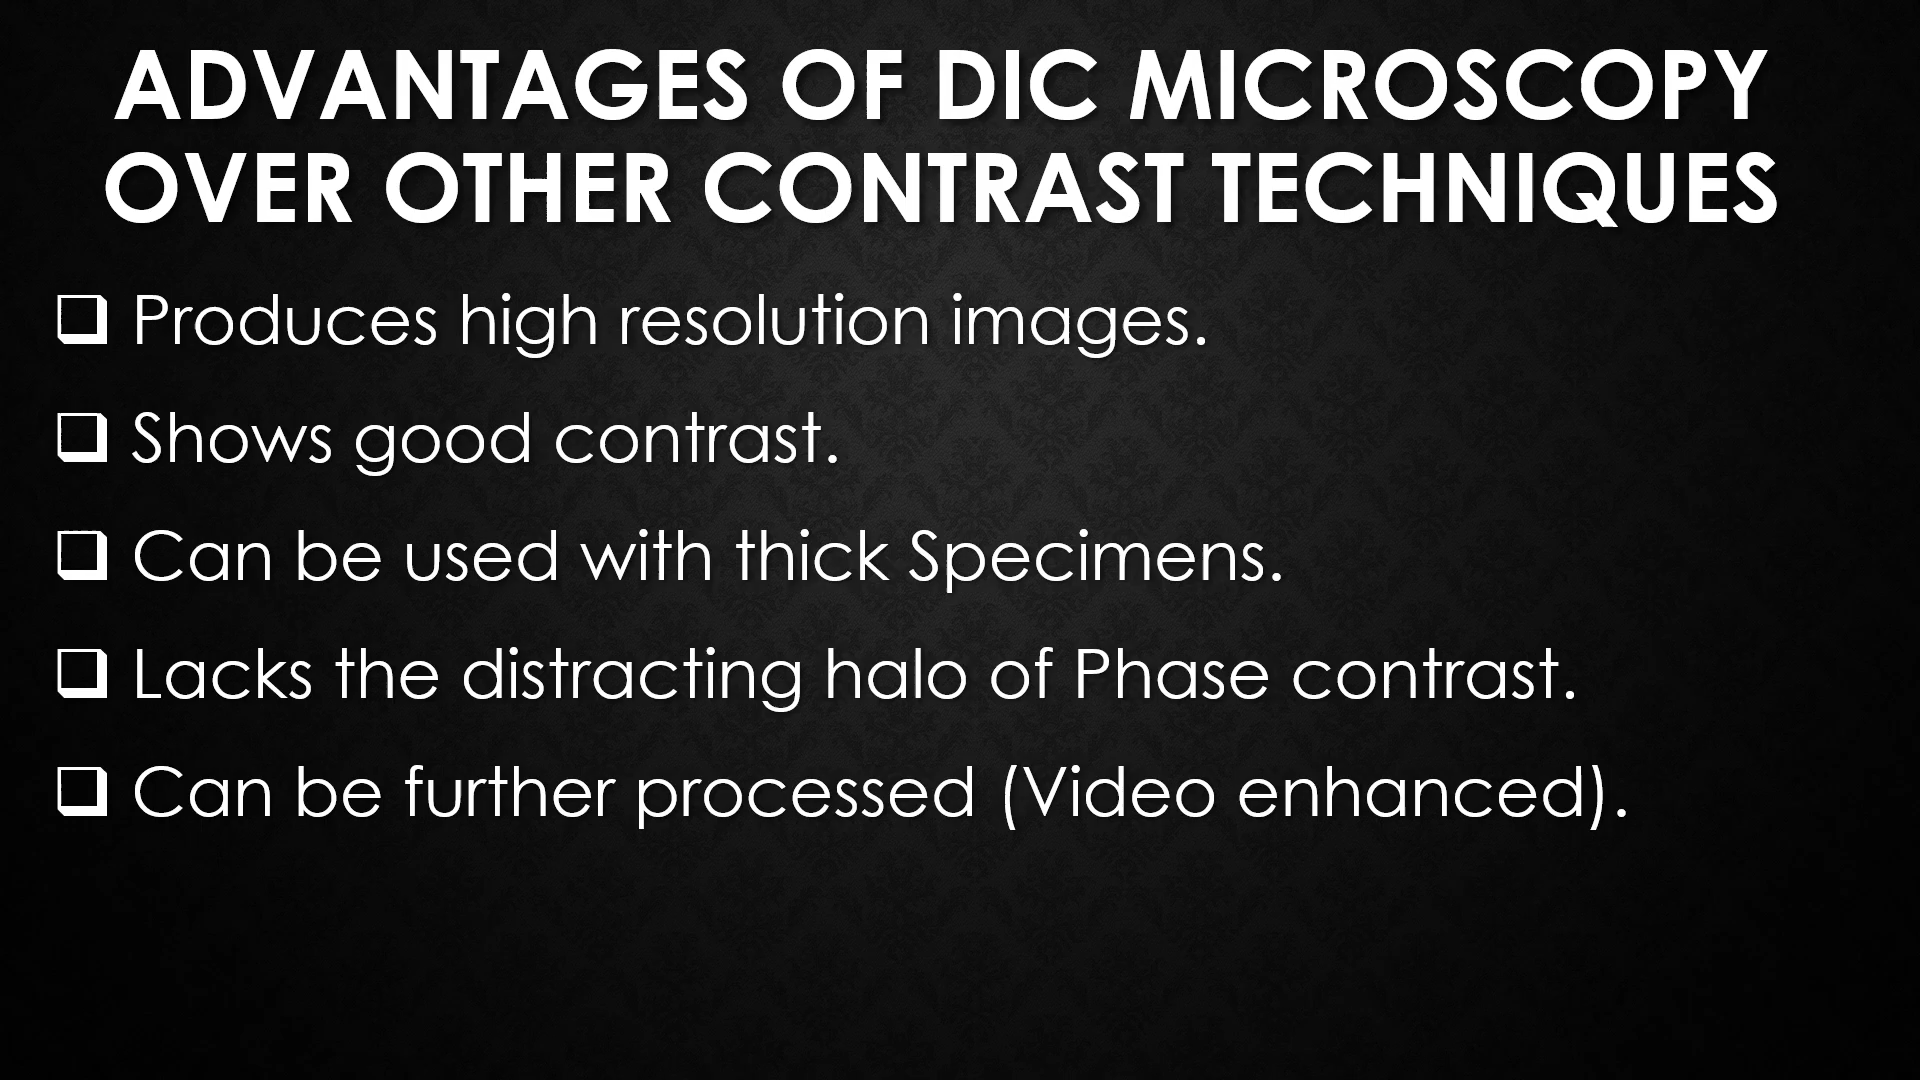 ADVANTAGES OF DIC MICROSCOPY
OVER OTHER CONTRAST TECHNIQUES
❑ Produces high resolution images.
❑ Shows good contrast.
❑ Can be used with thick Specimens.
❑ Lacks the distracting halo of Phase contrast.
❑ Can be further processed (Video enhanced).